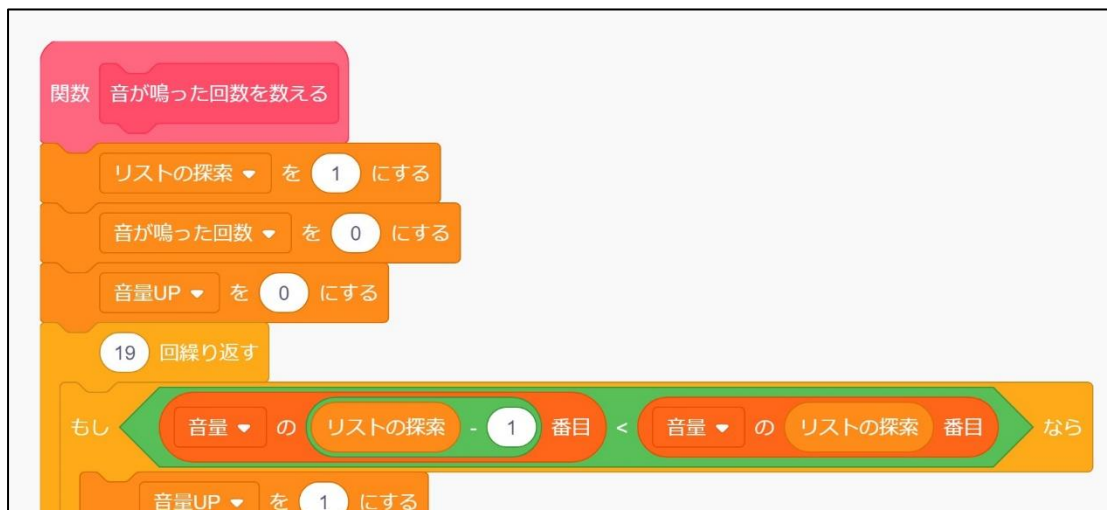 関数 音が鳴った回数を数える
リストの探索 を 1 にする
音が鳴った回数 を 0 にする
音量UP を 0 にする
19 回繰り返す
もし 音量 の リストの探索 - 1 番目 < 音量 の リストの探索 番目 なら
音量UP を 1 にする